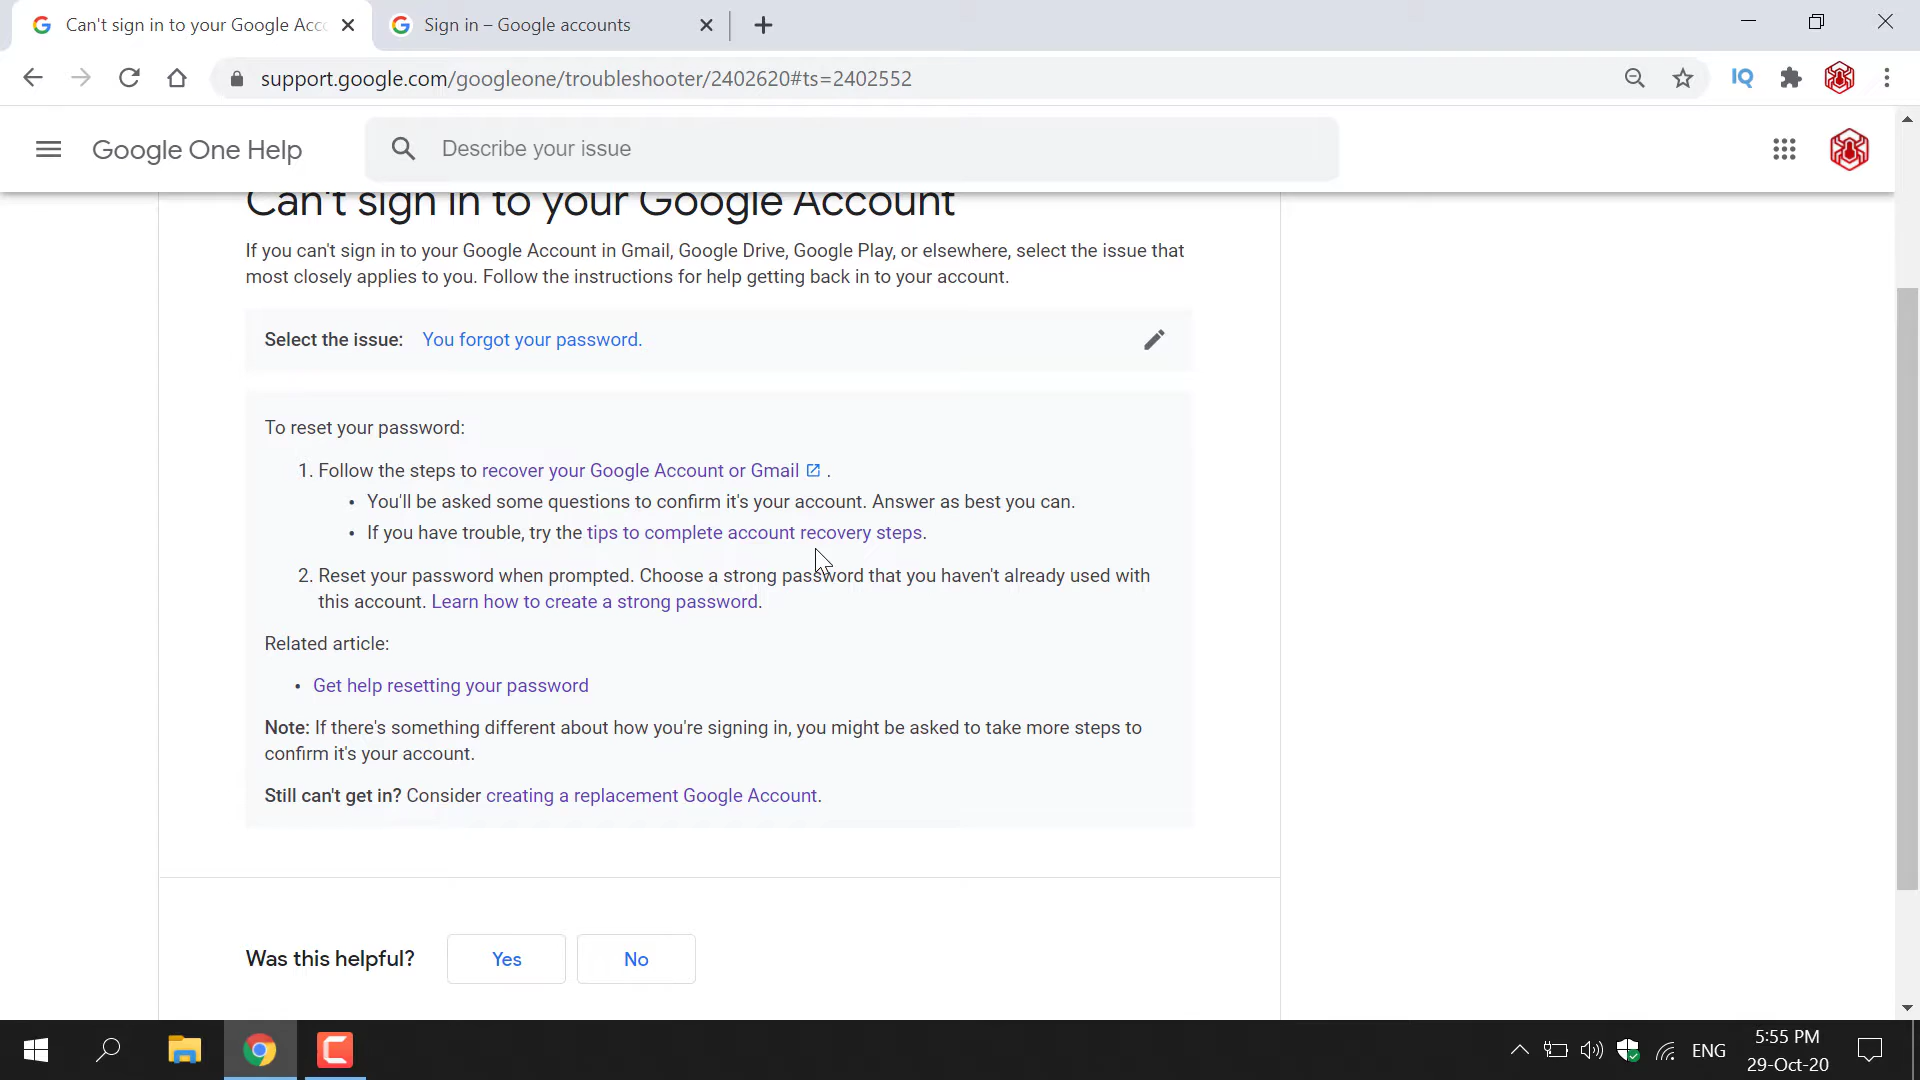 Can't sign in to your Google Acc
Sign in – Google accounts
support.google.com/googleone/troubleshooter/2402620#ts=2402552
IQ
Google One Help
Describe your issue
Can't sign in to your Google Account
If you can't sign in to your Google Account in Gmail, Google Drive, Google Play, or elsewhere, select the issue that
most closely applies to you. Follow the instructions for help getting back in to your account.
Select the issue: You forgot your password.
To reset your password:
1. Follow the steps to recover your Google Account or Gmail .
• You'll be asked some questions to confirm it's your account. Answer as best you can.
• If you have trouble, try the tips to complete account recovery steps.
2. Reset your password when prompted. Choose a strong password that you haven't already used with
this account. Learn how to create a strong password.
Related article:
• Get help resetting your password
Note: If there's something different about how you're signing in, you might be asked to take more steps to
confirm it's your account.
Still can't get in? Consider creating a replacement Google Account.
Was this helpful? Yes No
ENG
5:55 PM
29-Oct-20